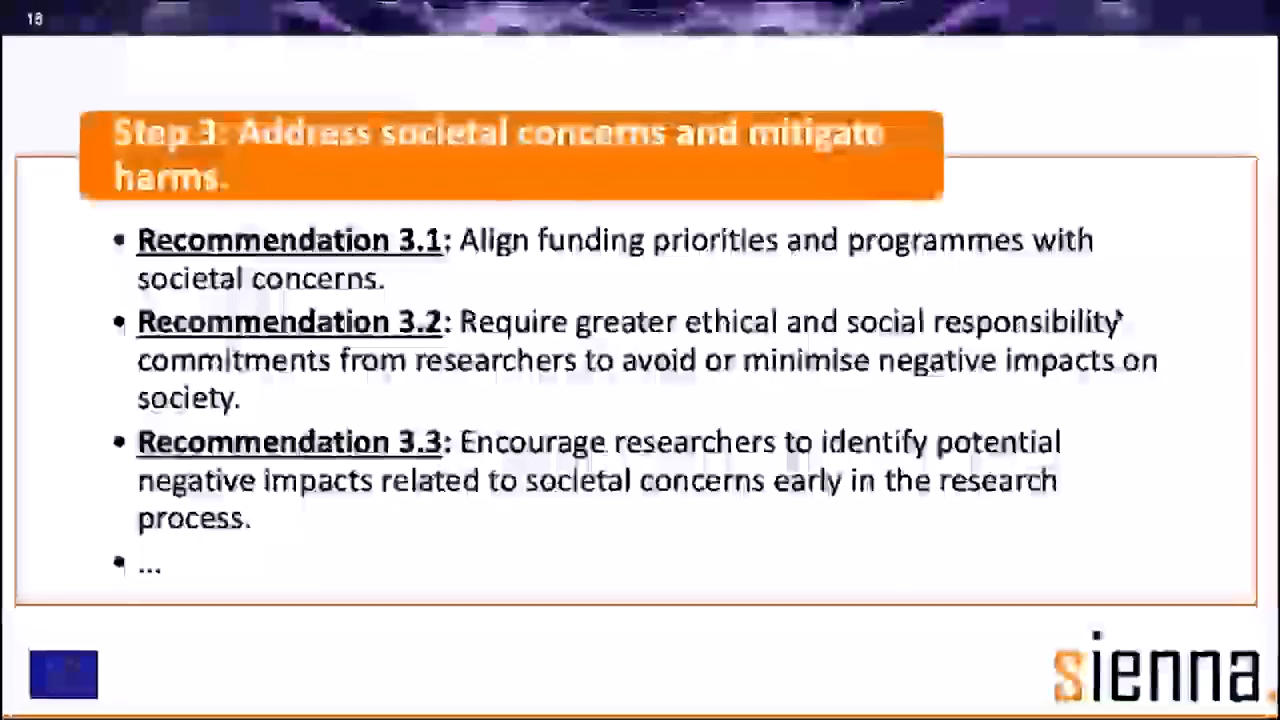 18
Step 3: Address societal concerns and mitigate
harms.
• Recommendation 3.1: Align funding priorities and programmes with
societal concerns.
• Recommendation 3.2: Require greater ethical and social responsibility
commitments from researchers to avoid or minimise negative impacts on
society.
• Recommendation 3.3: Encourage researchers to identify potential
negative impacts related to societal concerns early in the research
process.
• ...
sienna.